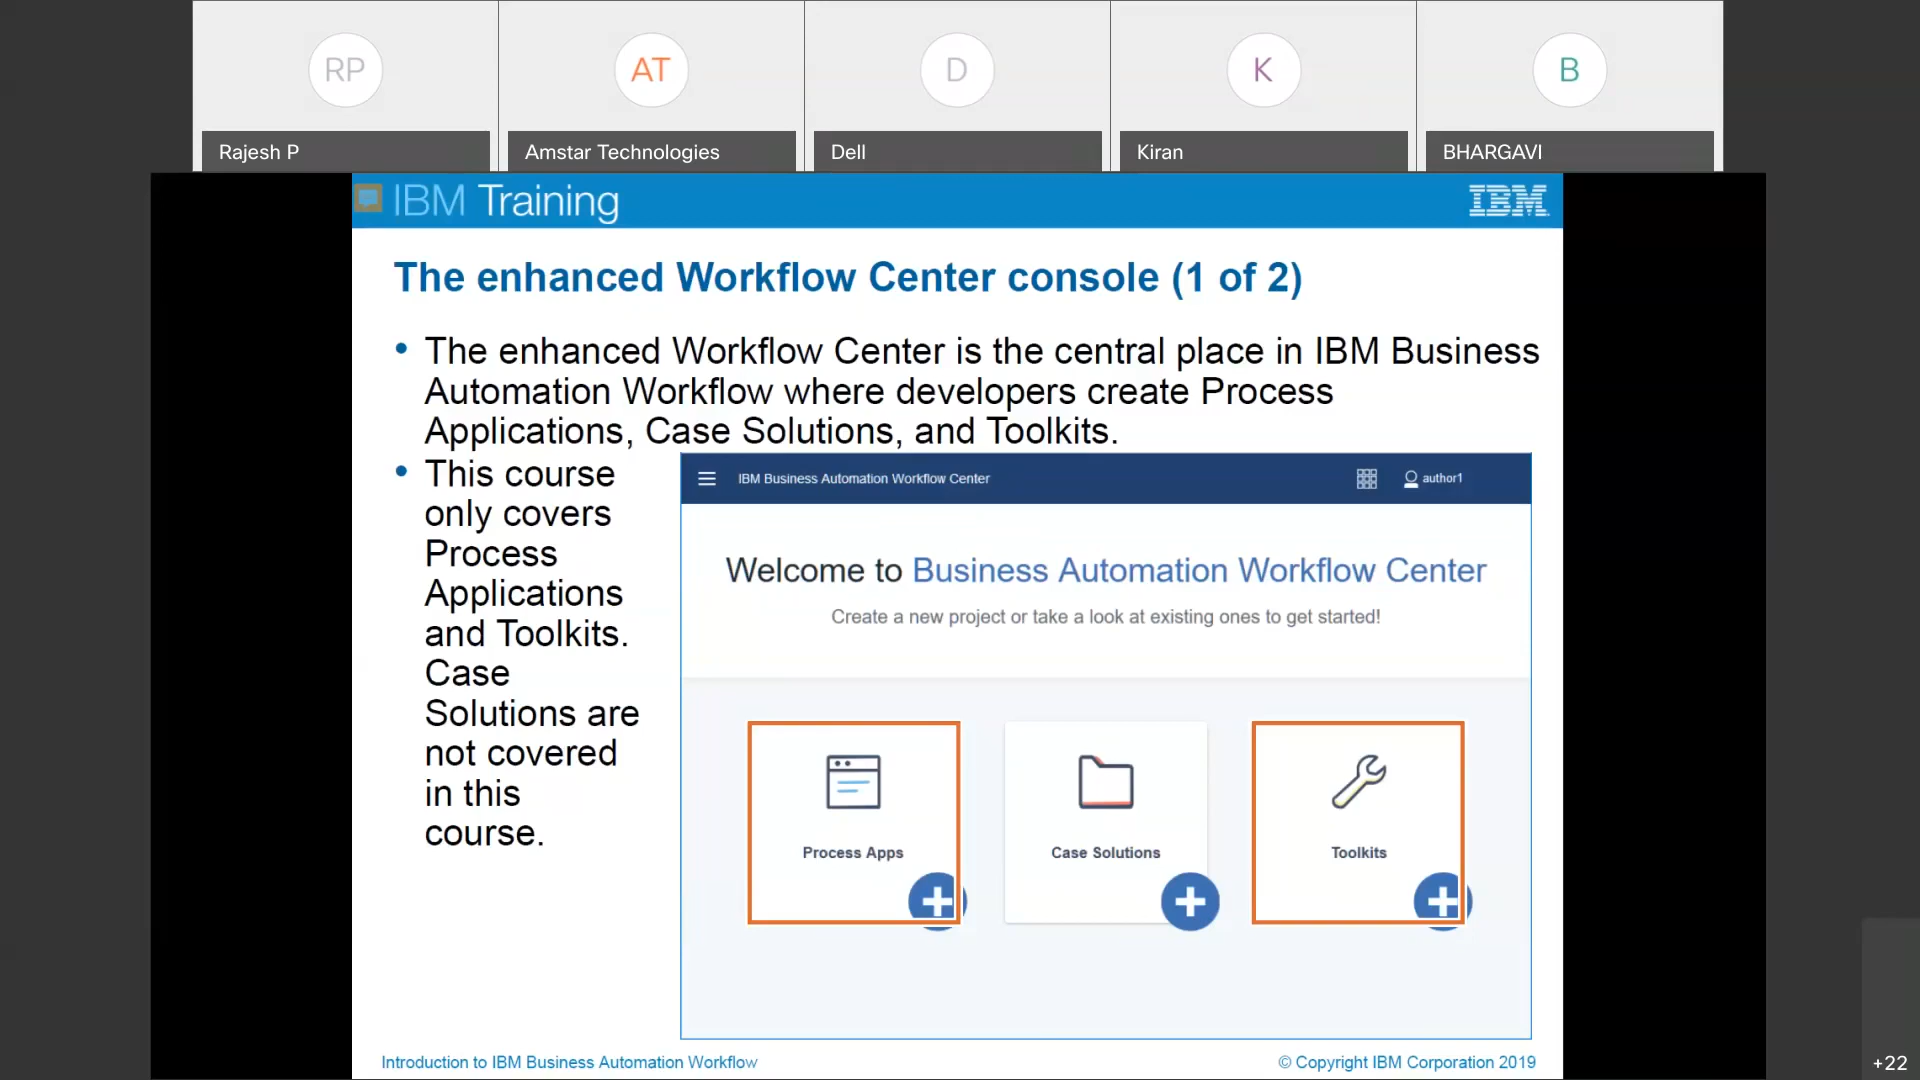 RP
AT
D
K
B
Rajesh P
Amstar Technologies
Dell
Kiran
BHARGAVI
IBM Training
IBM
The enhanced Workflow Center console (1 of 2)
• The enhanced Workflow Center is the central place in IBM Business
Automation Workflow where developers create Process
Applications, Case Solutions, and Toolkits.
• This course
only covers
Process
Applications
and Toolkits.
Case
Solutions are
not covered
in this
course.
IBM Business Automation Workflow Center
author1
Welcome to Business Automation Workflow Center
Create a new project or take a look at existing ones to get started!
Process Apps
Case Solutions
Toolkits
Introduction to IBM Business Automation Workflow
© Copyright IBM Corporation 2019
+22